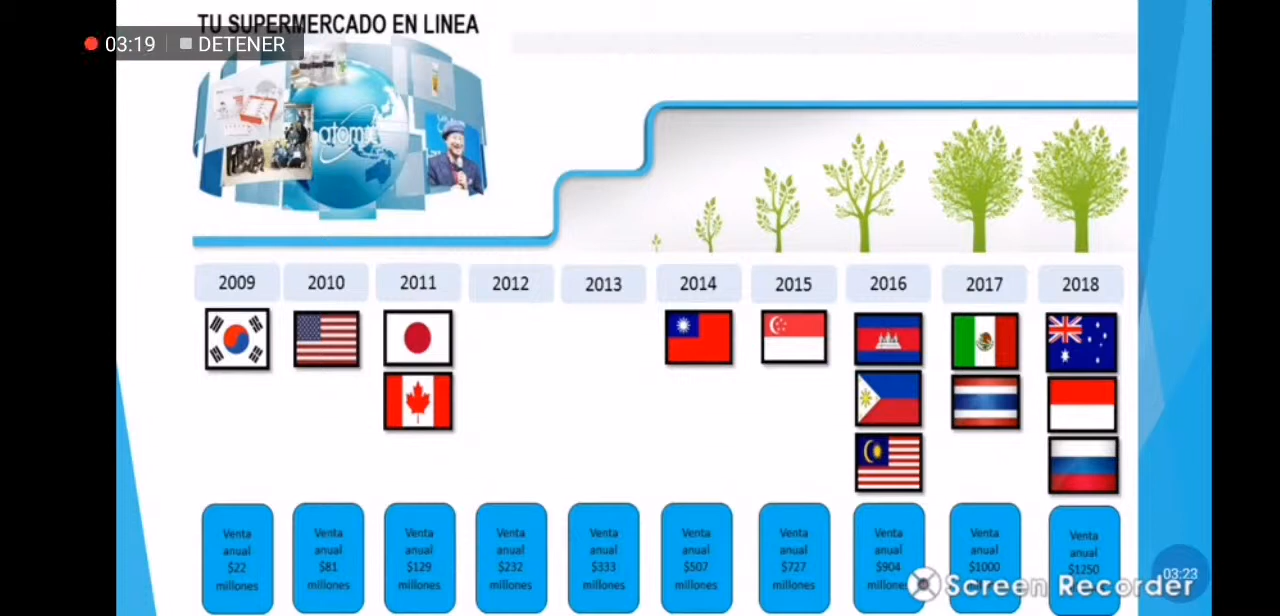 TU SUPERMERCADO EN LINEA
03:19 DETENER
atomy
2009 2010 2011 2012 2013 2014 2015 2016 2017 2018
Venta anual $22 millones
Venta anual $81 millones
Venta anual $129 millones
Venta anual $232 millones
Venta anual $333 millones
Venta anual $507 millones
Venta anual $727 millones
Venta anual $904 millones
Venta anual $1000
Venta anual $1250
03:23
Screen Recorder